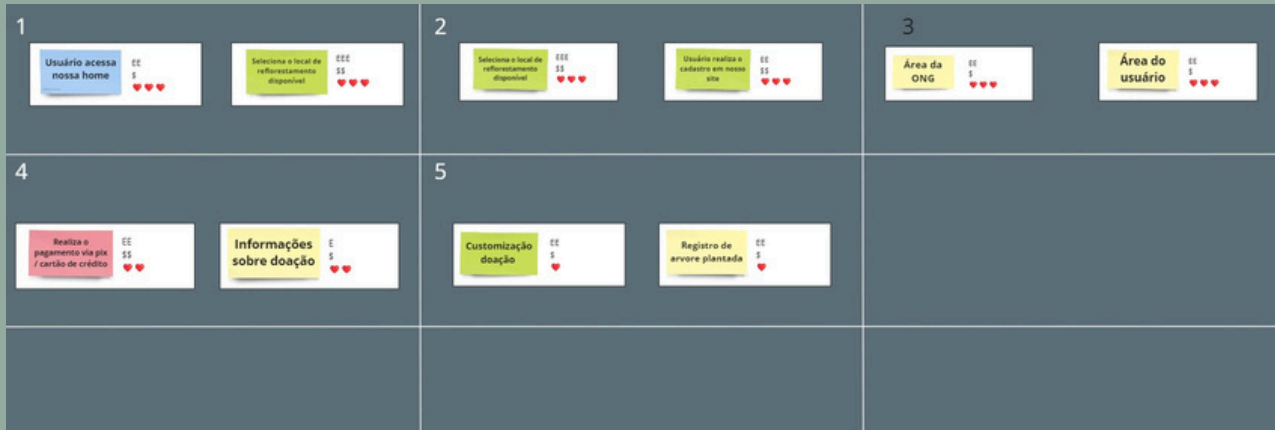 1
Usuário acessa
nossa home
EE
$
Seleciona o local de
reflorestamento
disponível
EEE
$$
2
Seleciona o local de
reflorestamento
disponível
EEE
$$
Usuário realiza o
cadastro em nosso
site
EE
$$
3
Área da
ONG
EE
$
Área do
usuário
EE
$
4
Realiza o
pagamento via pix
/ cartão de crédito
EE
$$
Informações
sobre doação
E
$
5
Customização
doação
EE
$
Registro de
arvore plantada
EE
$